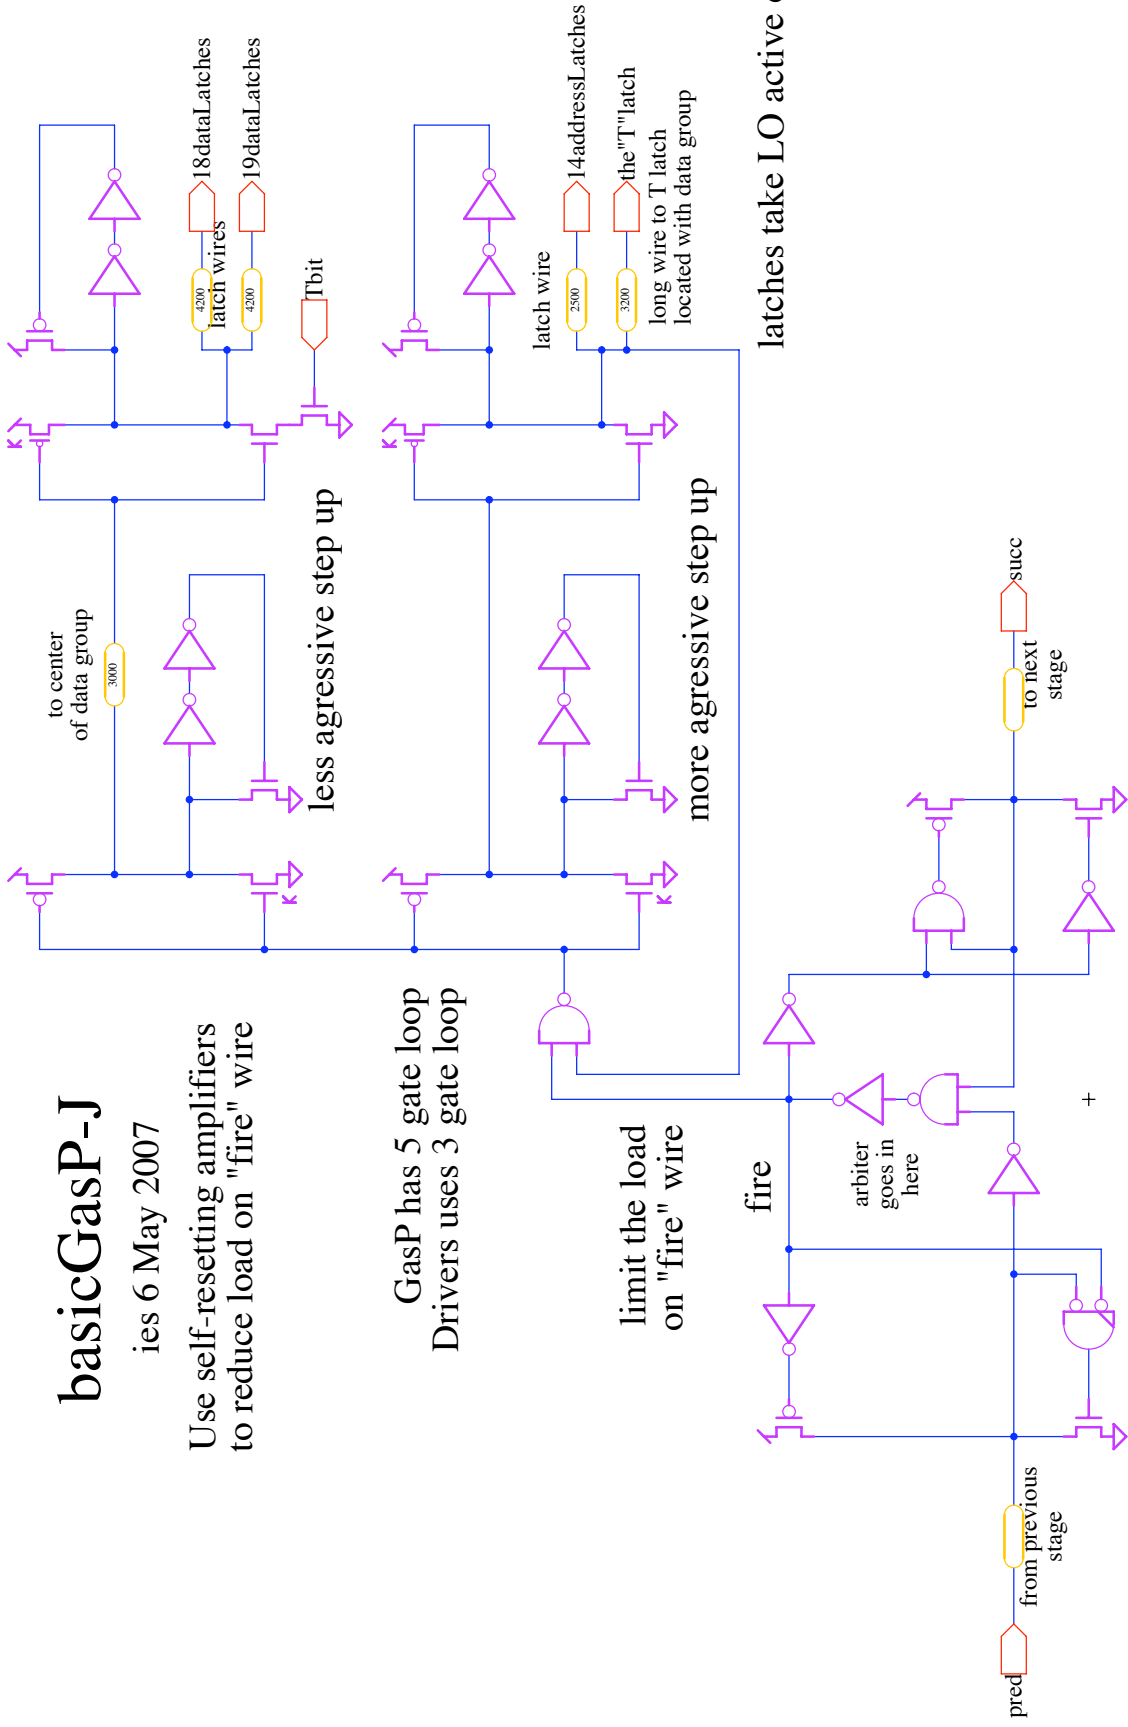 basicGasP-J
ies 6 May 2007
Use self-resetting amplifiers
to reduce load on "fire" wire
GasP has 5 gate loop
Drivers uses 3 gate loop
limit the load
on "fire" wire
fire
to center
of data group
3000
less agressive step up
more agressive step up
K
K
K
K
4200
4200
latch wires
18dataLatches
19dataLatches
Tbit
latch wire
2500
3200
14addressLatches
the"T"latch
long wire to T latch
located with data group
latches take LO active
arbiter
goes in
here
+
pred
from previous
stage
to next
stage
succ